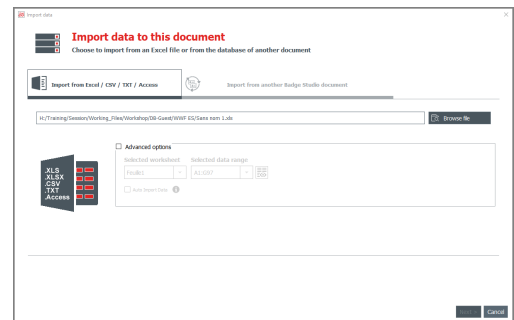 Import data
Import data to this document
Choose to import from an Excel file or from the database of another document
Import from Excel / CSV / TXT / Access
Import from another Badge Studio document
H:/Training/Session/Working_Files/Workshop/DB-Guest/WWF ES/Sans nom 1.xls
Browse file
Advanced options
Selected worksheet
Selected data range
Feuille1
Auto Import Data
.XLS
.XLSX
.CSV
.TXT
.Access
Cancel